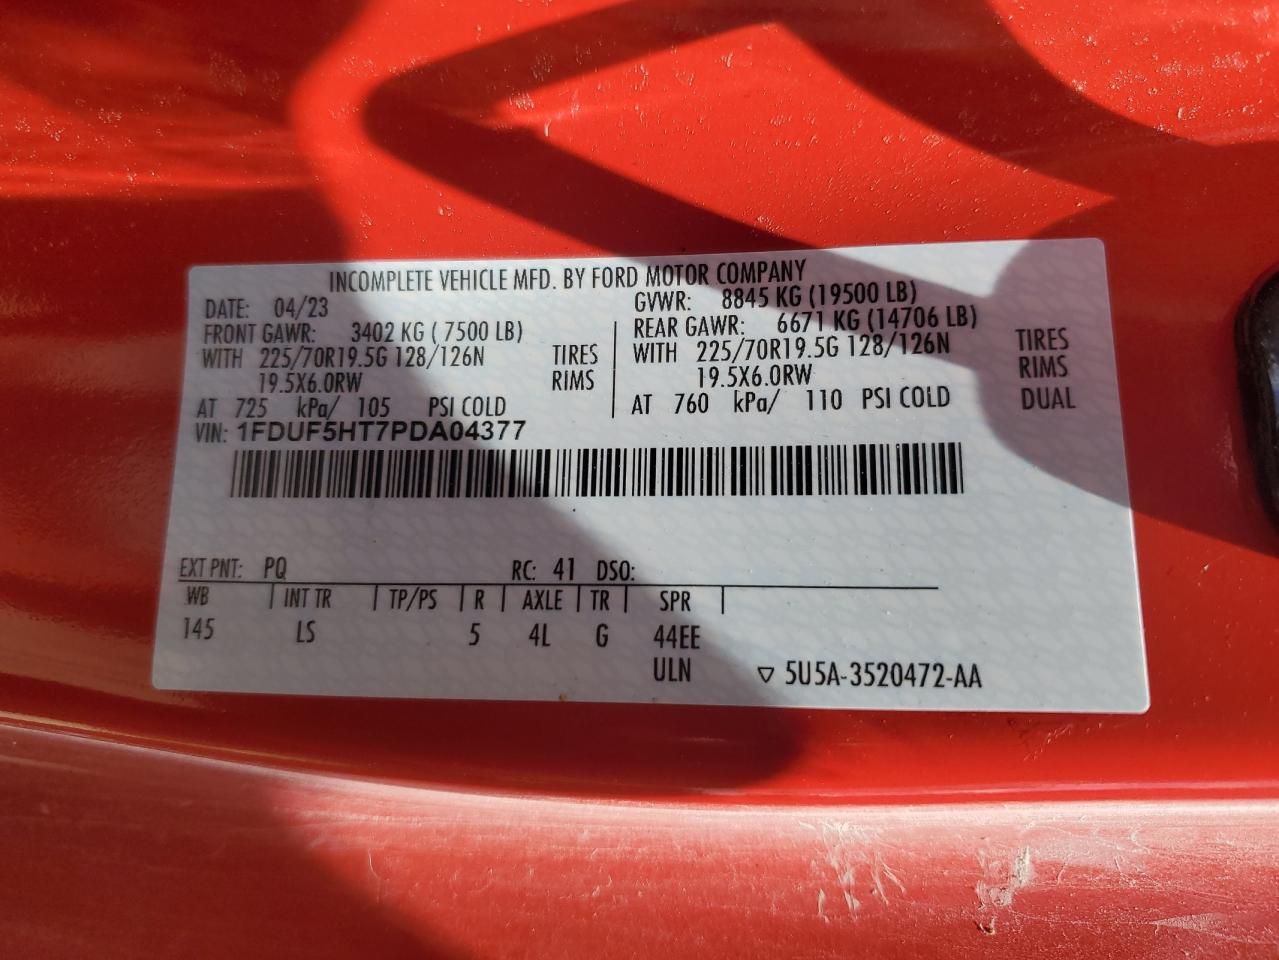 INCOMPLETE VEHICLE MFD. BY FORD MOTOR COMPANY
DATE: 04/23 GVWR: 8845 KG (19500 LB)
FRONT GAWR: 3402 KG ( 7500 LB) REAR GAWR: 6671 KG (14706 LB)
WITH 225/70R19.5G 128/126N TIRES WITH 225/70R19.5G 128/126N TIRES
19.5X6.0RW RIMS 19.5X6.0RW RIMS
AT 725 kPa/ 105 PSI COLD AT 760 kPa/ 110 PSI COLD DUAL
VIN: 1FDUF5HT7PDA04377
EXT PNT: PQ RC: 41 DSO:
WB INT TR TP/PS R AXLE TR SPR
145 LS 5 4L G 44EE
ULN ▽ 5U5A-3520472-AA